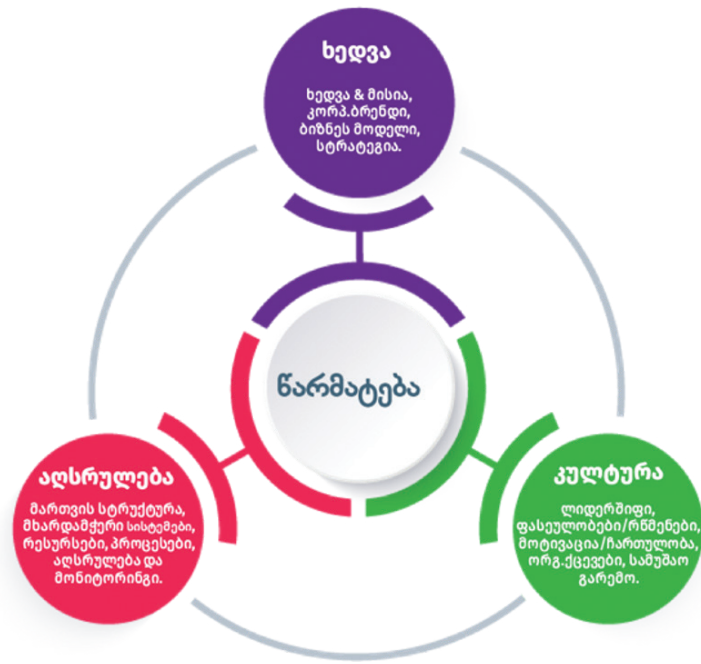 ხედვა
ხედვა & მისია,
კორპ.ბრენდი,
ბიზნეს მოდელი,
სტრატეგია.
წარმატება
აღსრულება
მართვის სტრუქტურა,
მხარდამჭერი სისტემები,
რესურსები, პროცესები,
აღსრულება და
მონიტორინგი.
კულტურა
ლიდერშიფი,
ფასეულობები/რწმენები,
მოტივაცია/ჩართულობა,
ორგ.ქცევები, სამუშაო
გარემო.